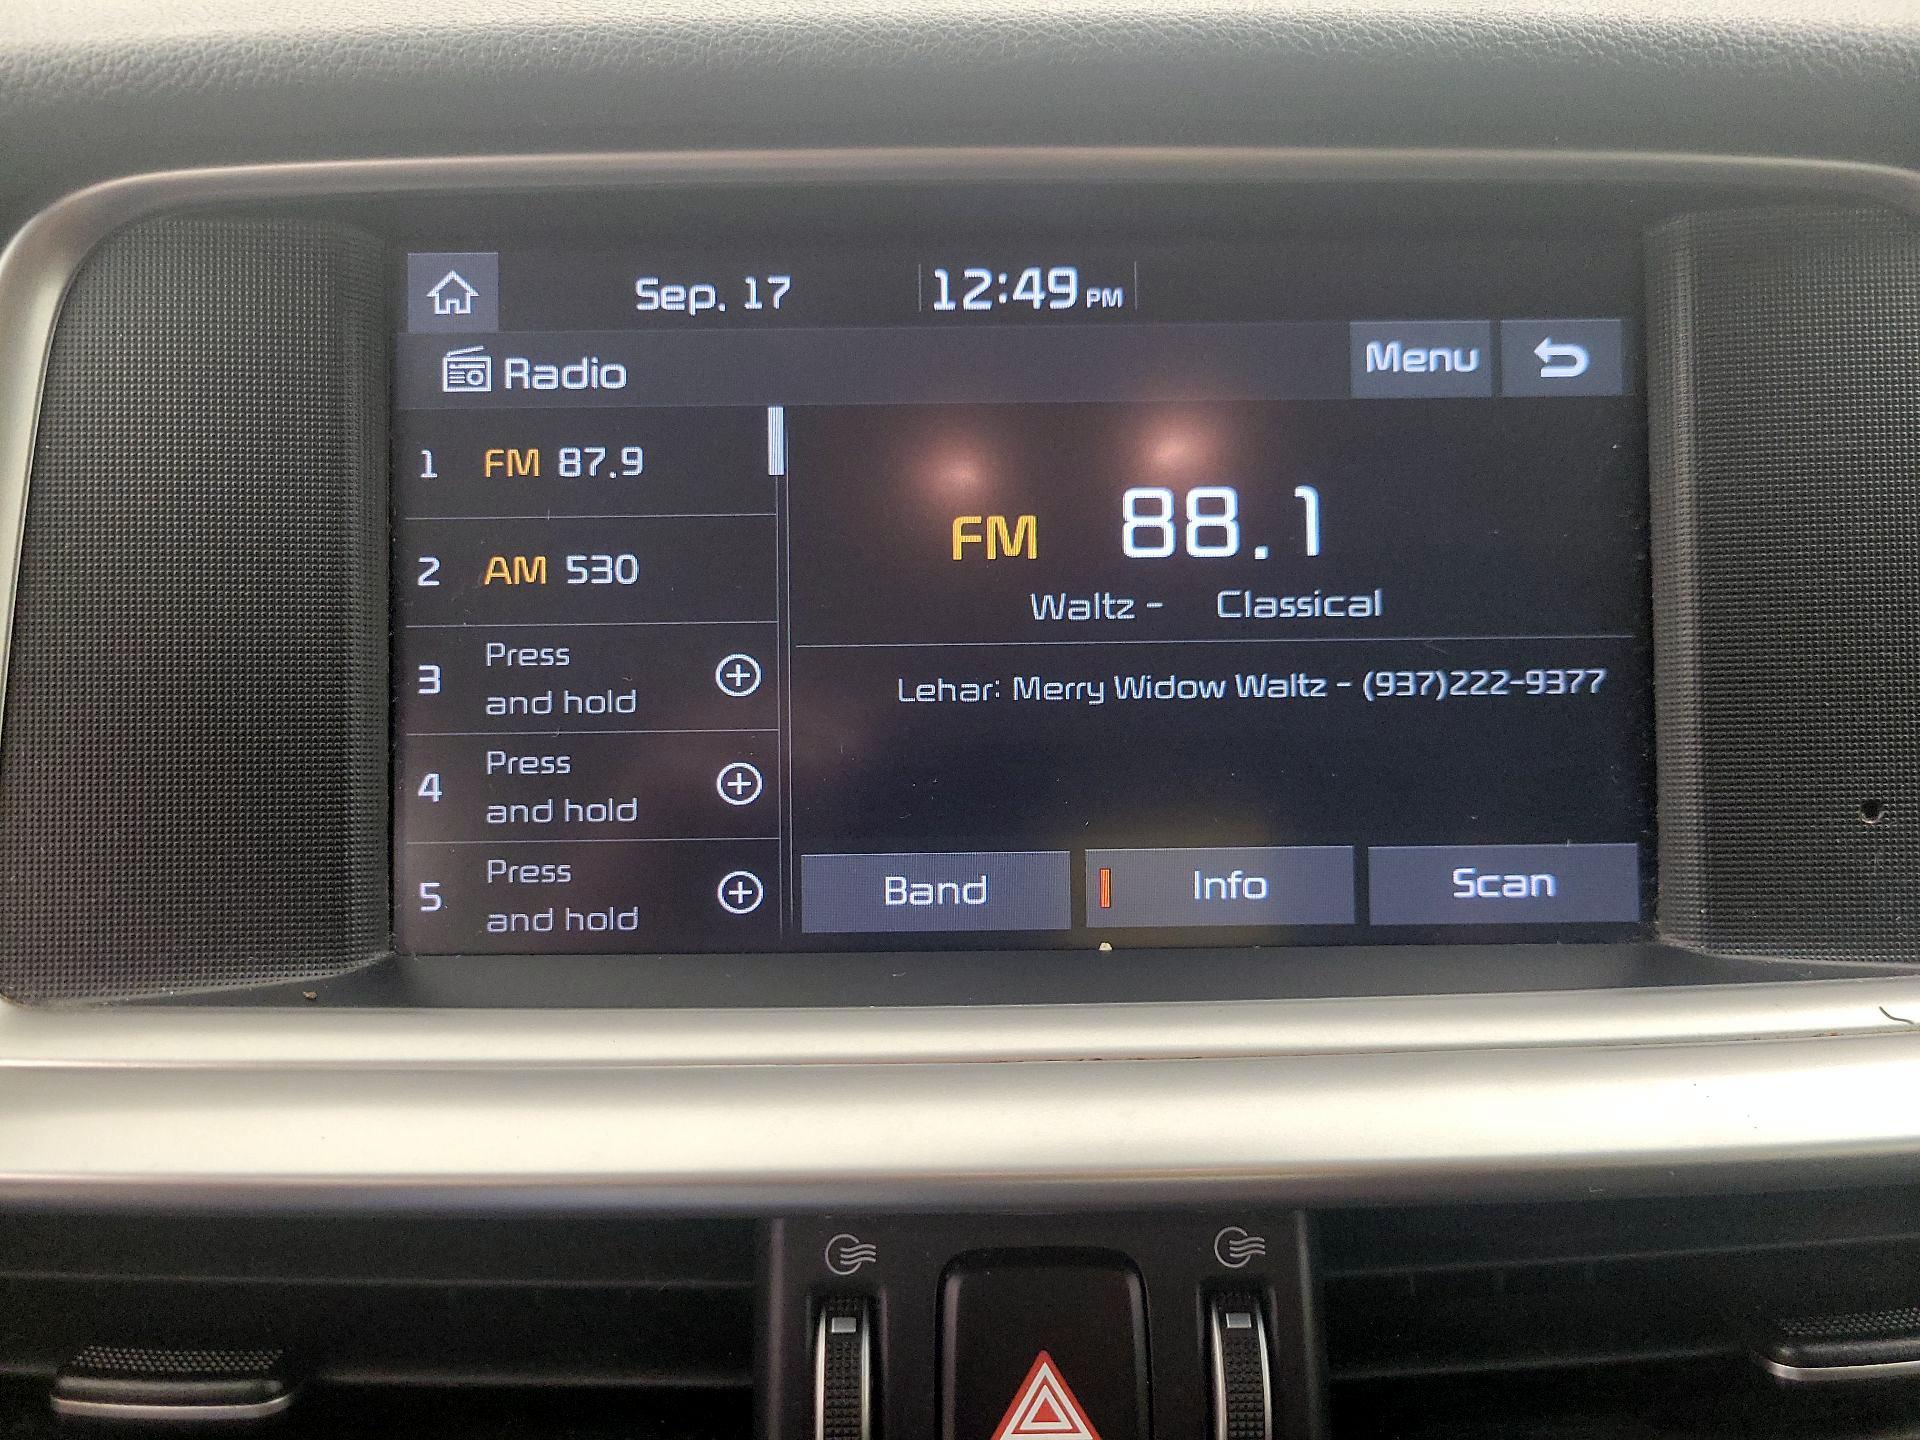 Sep. 17 12:49 PM
Radio
Menu
1 FM 87.9
2 AM 530
3 Press
and hold
4 Press
and hold
5 Press
and hold
FM 88.1
Waltz - Classical
Lehar: Merry Widow Waltz - (937)222-9377
Band Info Scan